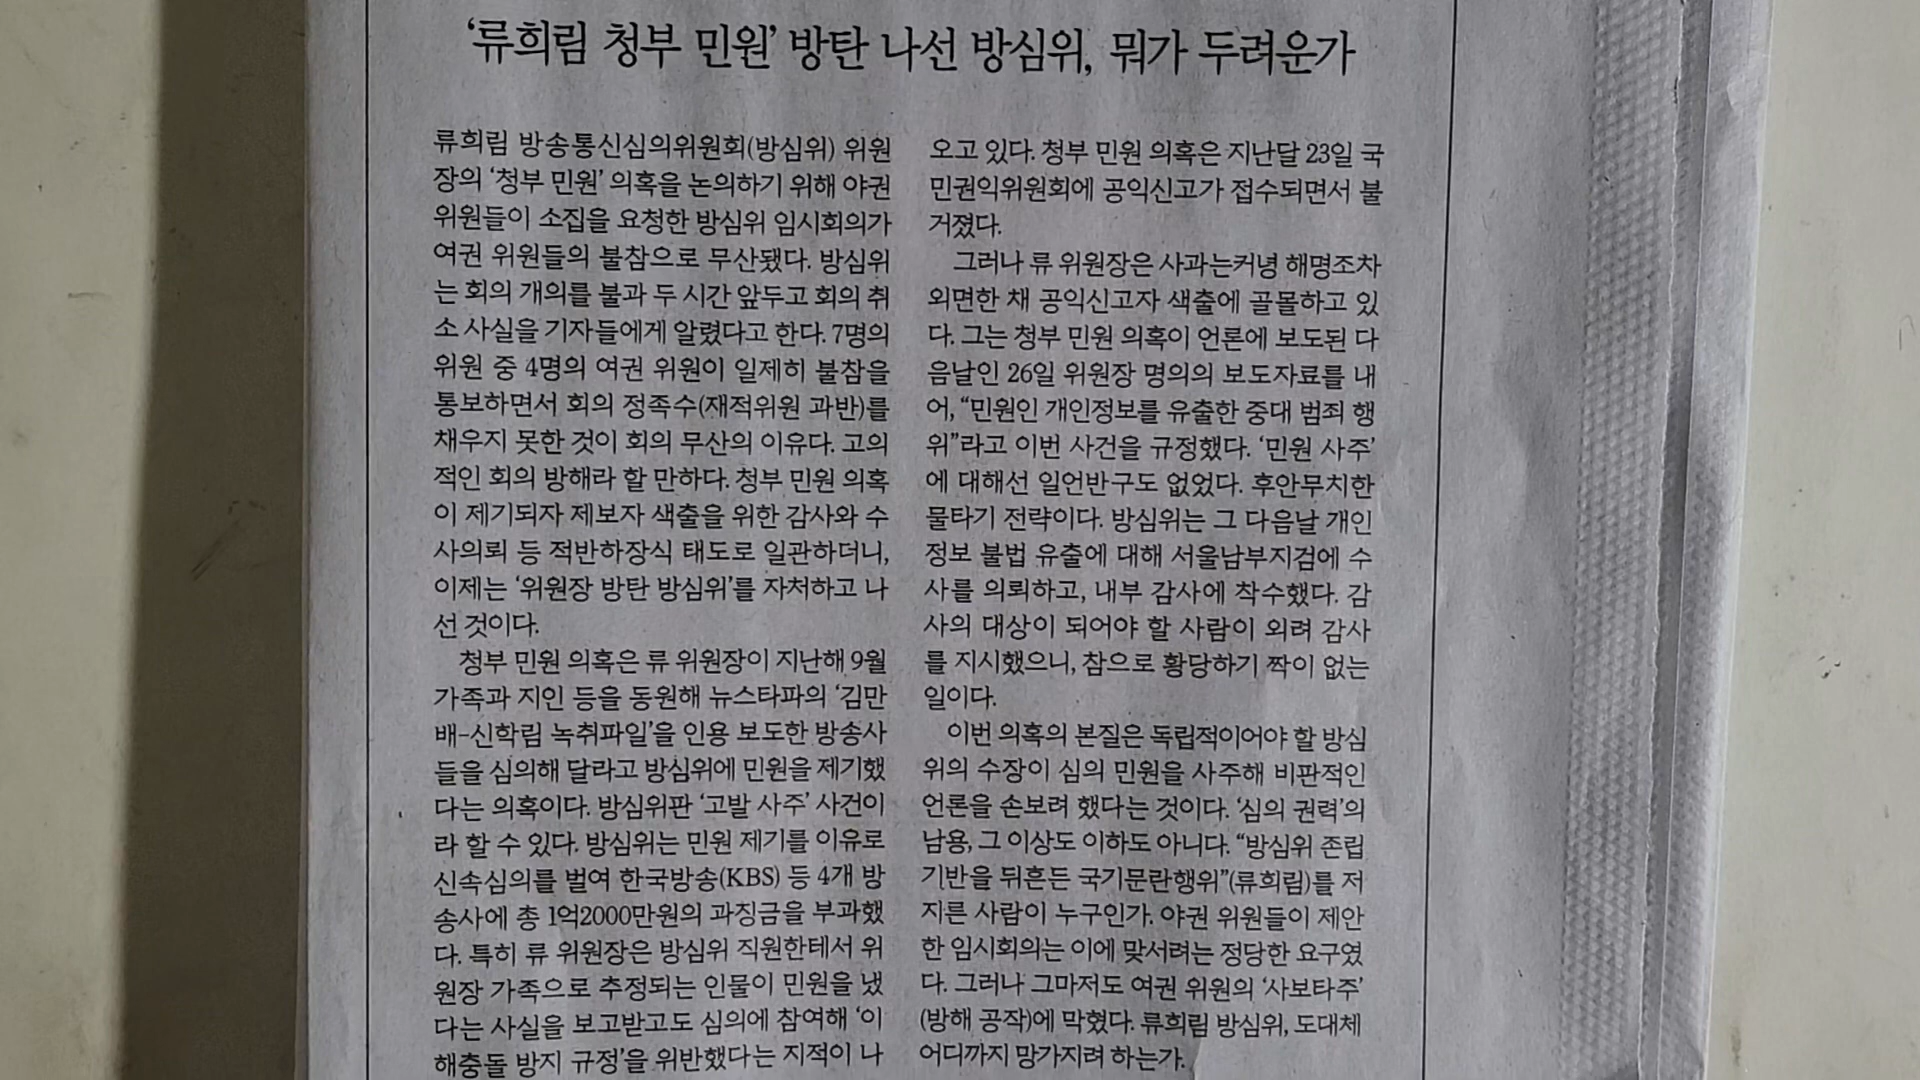 ‘류희림 청부 민원’ 방탄 나선 방심위, 뭐가 두려운가
류희림 방송통신심의위원회(방심위) 위원
장의 ‘청부 민원’ 의혹을 논의하기 위해 야권
위원들이 소집을 요청한 방심위 임시회의가
여권 위원들의 불참으로 무산됐다. 방심위
는 회의 개의를 불과 두 시간 앞두고 회의 취
소 사실을 기자들에게 알렸다고 한다. 7명의
위원 중 4명의 여권 위원이 일제히 불참을
통보하면서 회의 정족수(재적위원 과반)를
채우지 못한 것이 회의 무산의 이유다. 고의
적인 회의 방해라 할 만하다. 청부 민원 의혹
이 제기되자 제보자 색출을 위한 감사와 수
사의뢰 등 적반하장식 태도로 일관하더니,
이제는 ‘위원장 방탄 방심위’를 자처하고 나
선 것이다.
청부 민원 의혹은 류 위원장이 지난해 9월
가족과 지인 등을 동원해 뉴스타파의 ‘김만
배-신학림 녹취파일’을 인용 보도한 방송사
들을 심의해 달라고 방심위에 민원을 제기했
다는 의혹이다. 방심위판 ‘고발 사주’ 사건이
라 할 수 있다. 방심위는 민원 제기를 이유로
신속심의를 벌여 한국방송(KBS) 등 4개 방
송사에 총 1억2000만원의 과징금을 부과했
다. 특히 류 위원장은 방심위 직원한테서 위
원장 가족으로 추정되는 인물이 민원을 냈
다는 사실을 보고받고도 심의에 참여해 ‘이
해충돌 방지 규정’을 위반했다는 지적이 나
오고 있다. 청부 민원 의혹은 지난달 23일 국
민권익위원회에 공익신고가 접수되면서 불
거졌다.
그러나 류 위원장은 사과는커녕 해명조차
외면한 채 공익신고자 색출에 골몰하고 있
다. 그는 청부 민원 의혹이 언론에 보도된 다
음날인 26일 위원장 명의의 보도자료를 내
어, “민원인 개인정보를 유출한 중대 범죄 행
위”라고 이번 사건을 규정했다. ‘민원 사주’
에 대해선 일언반구도 없었다. 후안무치한
물타기 전략이다. 방심위는 그 다음날 개인
정보 불법 유출에 대해 서울남부지검에 수
사를 의뢰하고, 내부 감사에 착수했다. 감
사의 대상이 되어야 할 사람이 외려 감사
를 지시했으니, 참으로 황당하기 짝이 없는
일이다.
이번 의혹의 본질은 독립적이어야 할 방심
위의 수장이 심의 민원을 사주해 비판적인
언론을 손보려 했다는 것이다. ‘심의 권력’의
남용, 그 이상도 이하도 아니다. “방심위 존립
기반을 뒤흔든 국기문란행위”(류희림)를 저
지른 사람이 누구인가. 야권 위원들이 제안
한 임시회의는 이에 맞서려는 정당한 요구였
다. 그러나 그마저도 여권 위원의 ‘사보타주’
(방해 공작)에 막혔다. 류희림 방심위, 도대체
어디까지 망가지려 하는가.